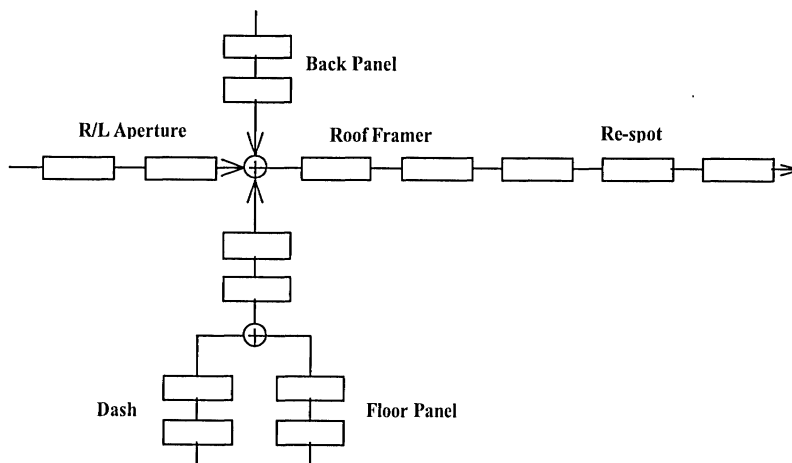 Back Panel
R/L Aperture
Roof Framer
Re-spot
Dash
Floor Panel